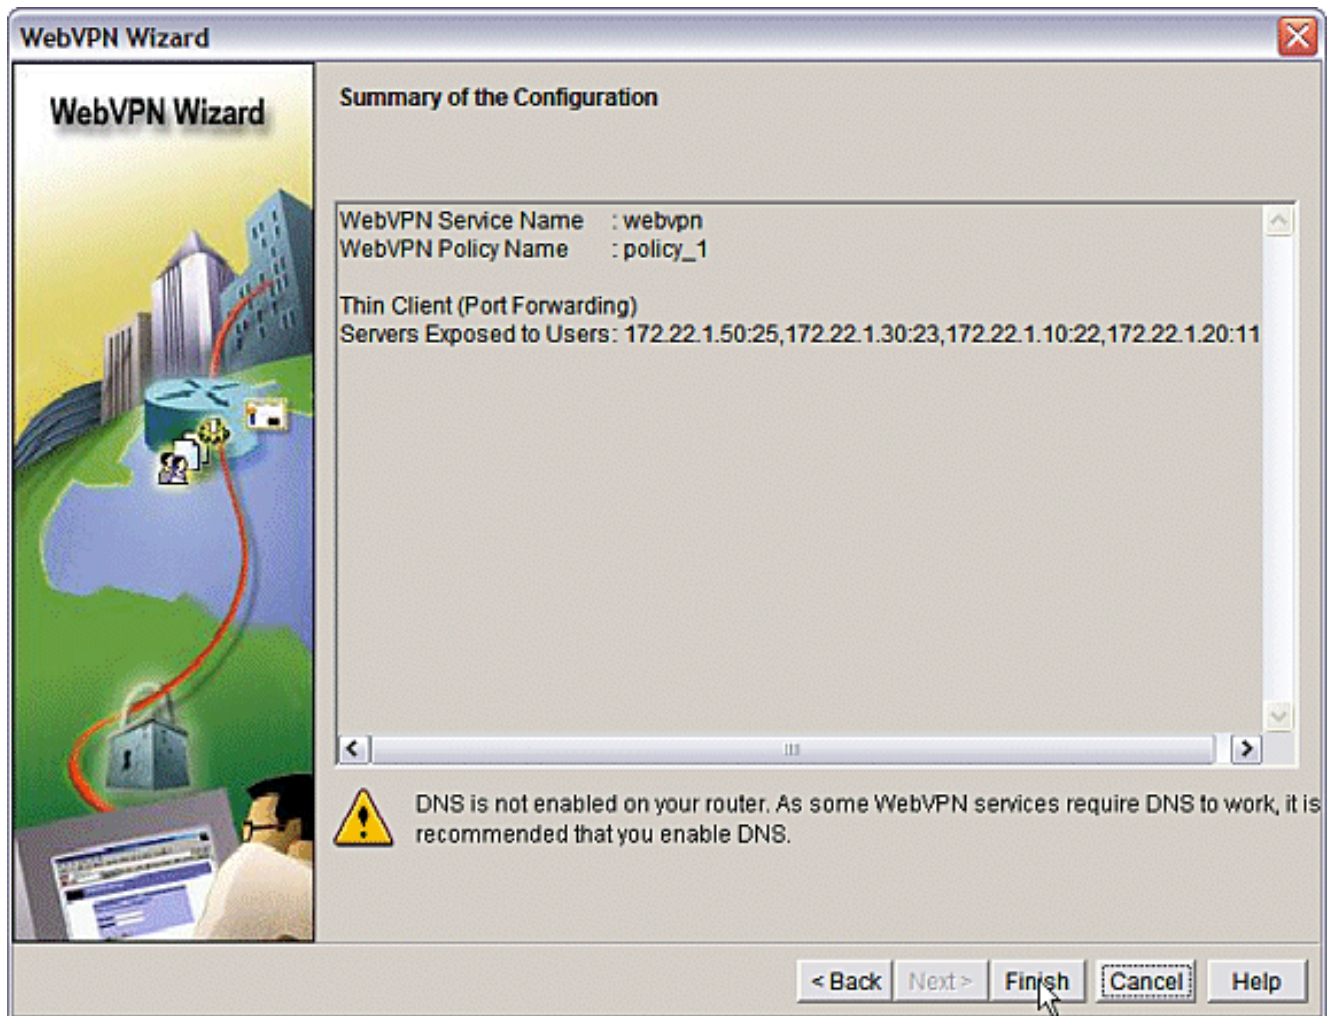 WebVPN Wizard
WebVPN Wizard
Summary of the Configuration
WebVPN Service Name : webvpn
WebVPN Policy Name : policy_1
Thin Client (Port Forwarding)
Servers Exposed to Users : 172.22.1.50:25,172.22.1.30:23,172.22.1.10:22,172.22.1.20:11
DNS is not enabled on your router. As some WebVPN services require DNS to work, it is
recommended that you enable DNS.
< Back Next > Finish Cancel Help